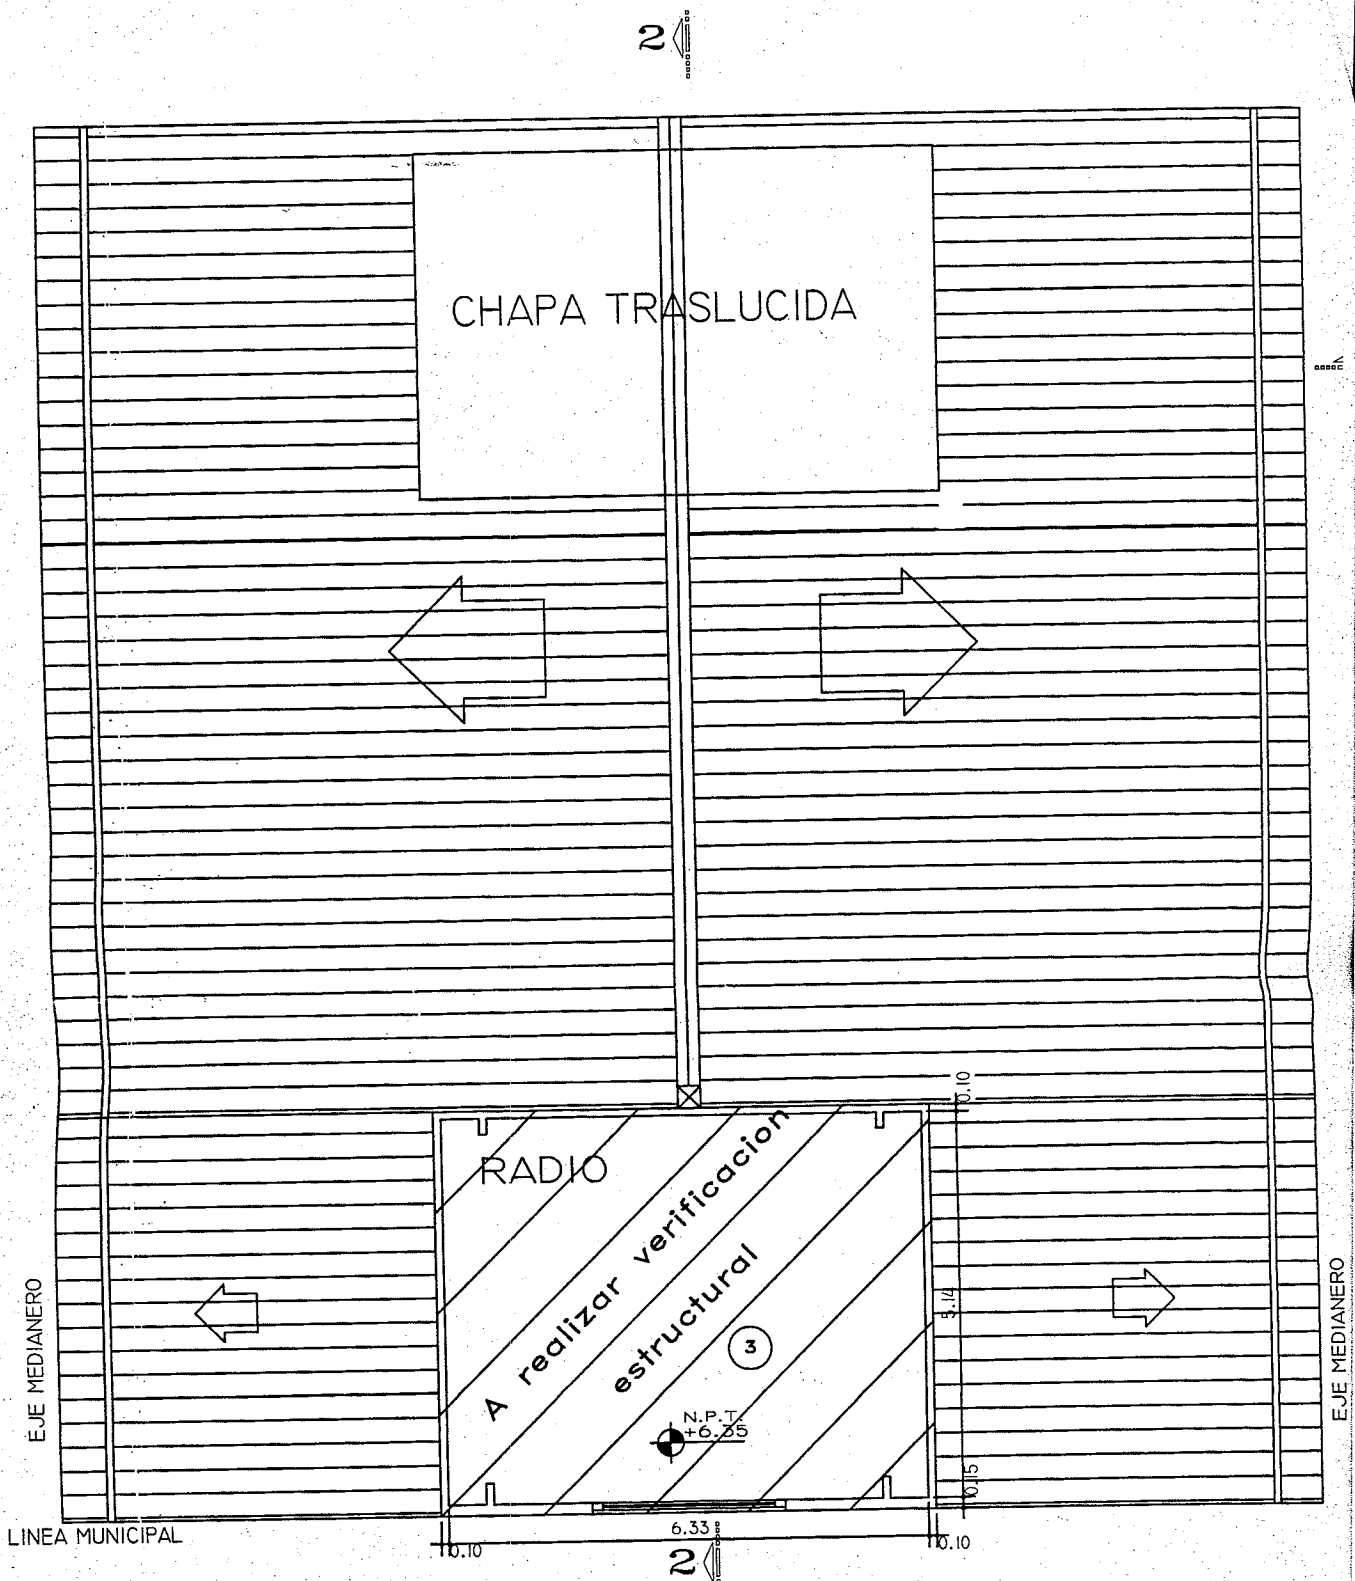 2
CHAPA TRASLUCIDA
0.10
RADIO
A realizar verificacion
estructural
3
5.14
N.P.T.
+6.35
EJE MEDIANERO
EJE MEDIANERO
0.15
LINEA MUNICIPAL
0.10
6.33
0.10
2